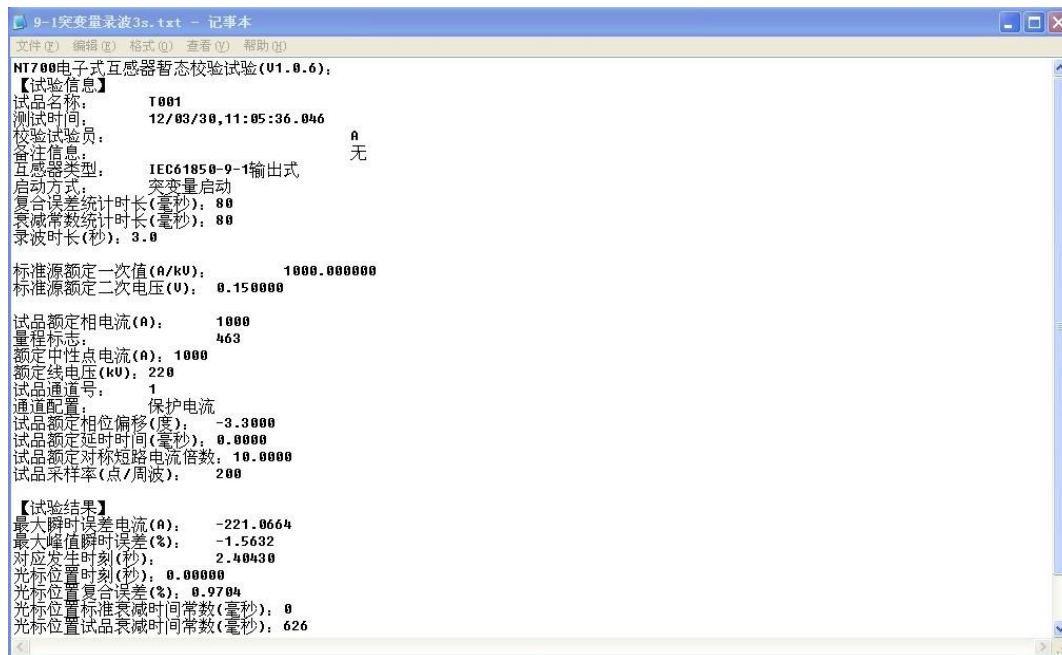 9-1突变量录波3s.txt - 记事本
文件(F) 编辑(E) 格式(O) 查看(V) 帮助(H)
NT700电子式互感器暂态校验试验(V1.0.6);
【试验信息】
试品名称: T001
测试时间: 12/03/30,11:05:36.046
校验试验员: A
备注信息: 无
互感器类型: IEC61850-9-1输出式
启动方式: 突变量启动
复合误差统计时长(毫秒): 80
衰减常数统计时长(毫秒): 80
录波时长(秒): 3.0
标准源额定一次值(A/kV): 1000.000000
标准源额定二次电压(V): 0.150000
试品额定相电流(A): 1000
量程标志: 463
额定中性点电流(A): 1000
额定线电压(kV): 220
试品通道号: 1
通道配置: 保护电流
试品额定相位偏移(度): -3.3000
试品额定延时时间(毫秒): 0.0000
试品额定对称短路电流倍数: 10.0000
试品采样率(点/周波): 200
【试验结果】
最大瞬时误差电流(A): -221.0664
最大峰值瞬时误差(%): -1.5632
对应发生时刻(秒): 2.40430
光标位置时刻(秒): 0.00000
光标位置复合误差(%): 0.9704
光标位置标准衰减时间常数(毫秒): 0
光标位置试品衰减时间常数(毫秒): 626